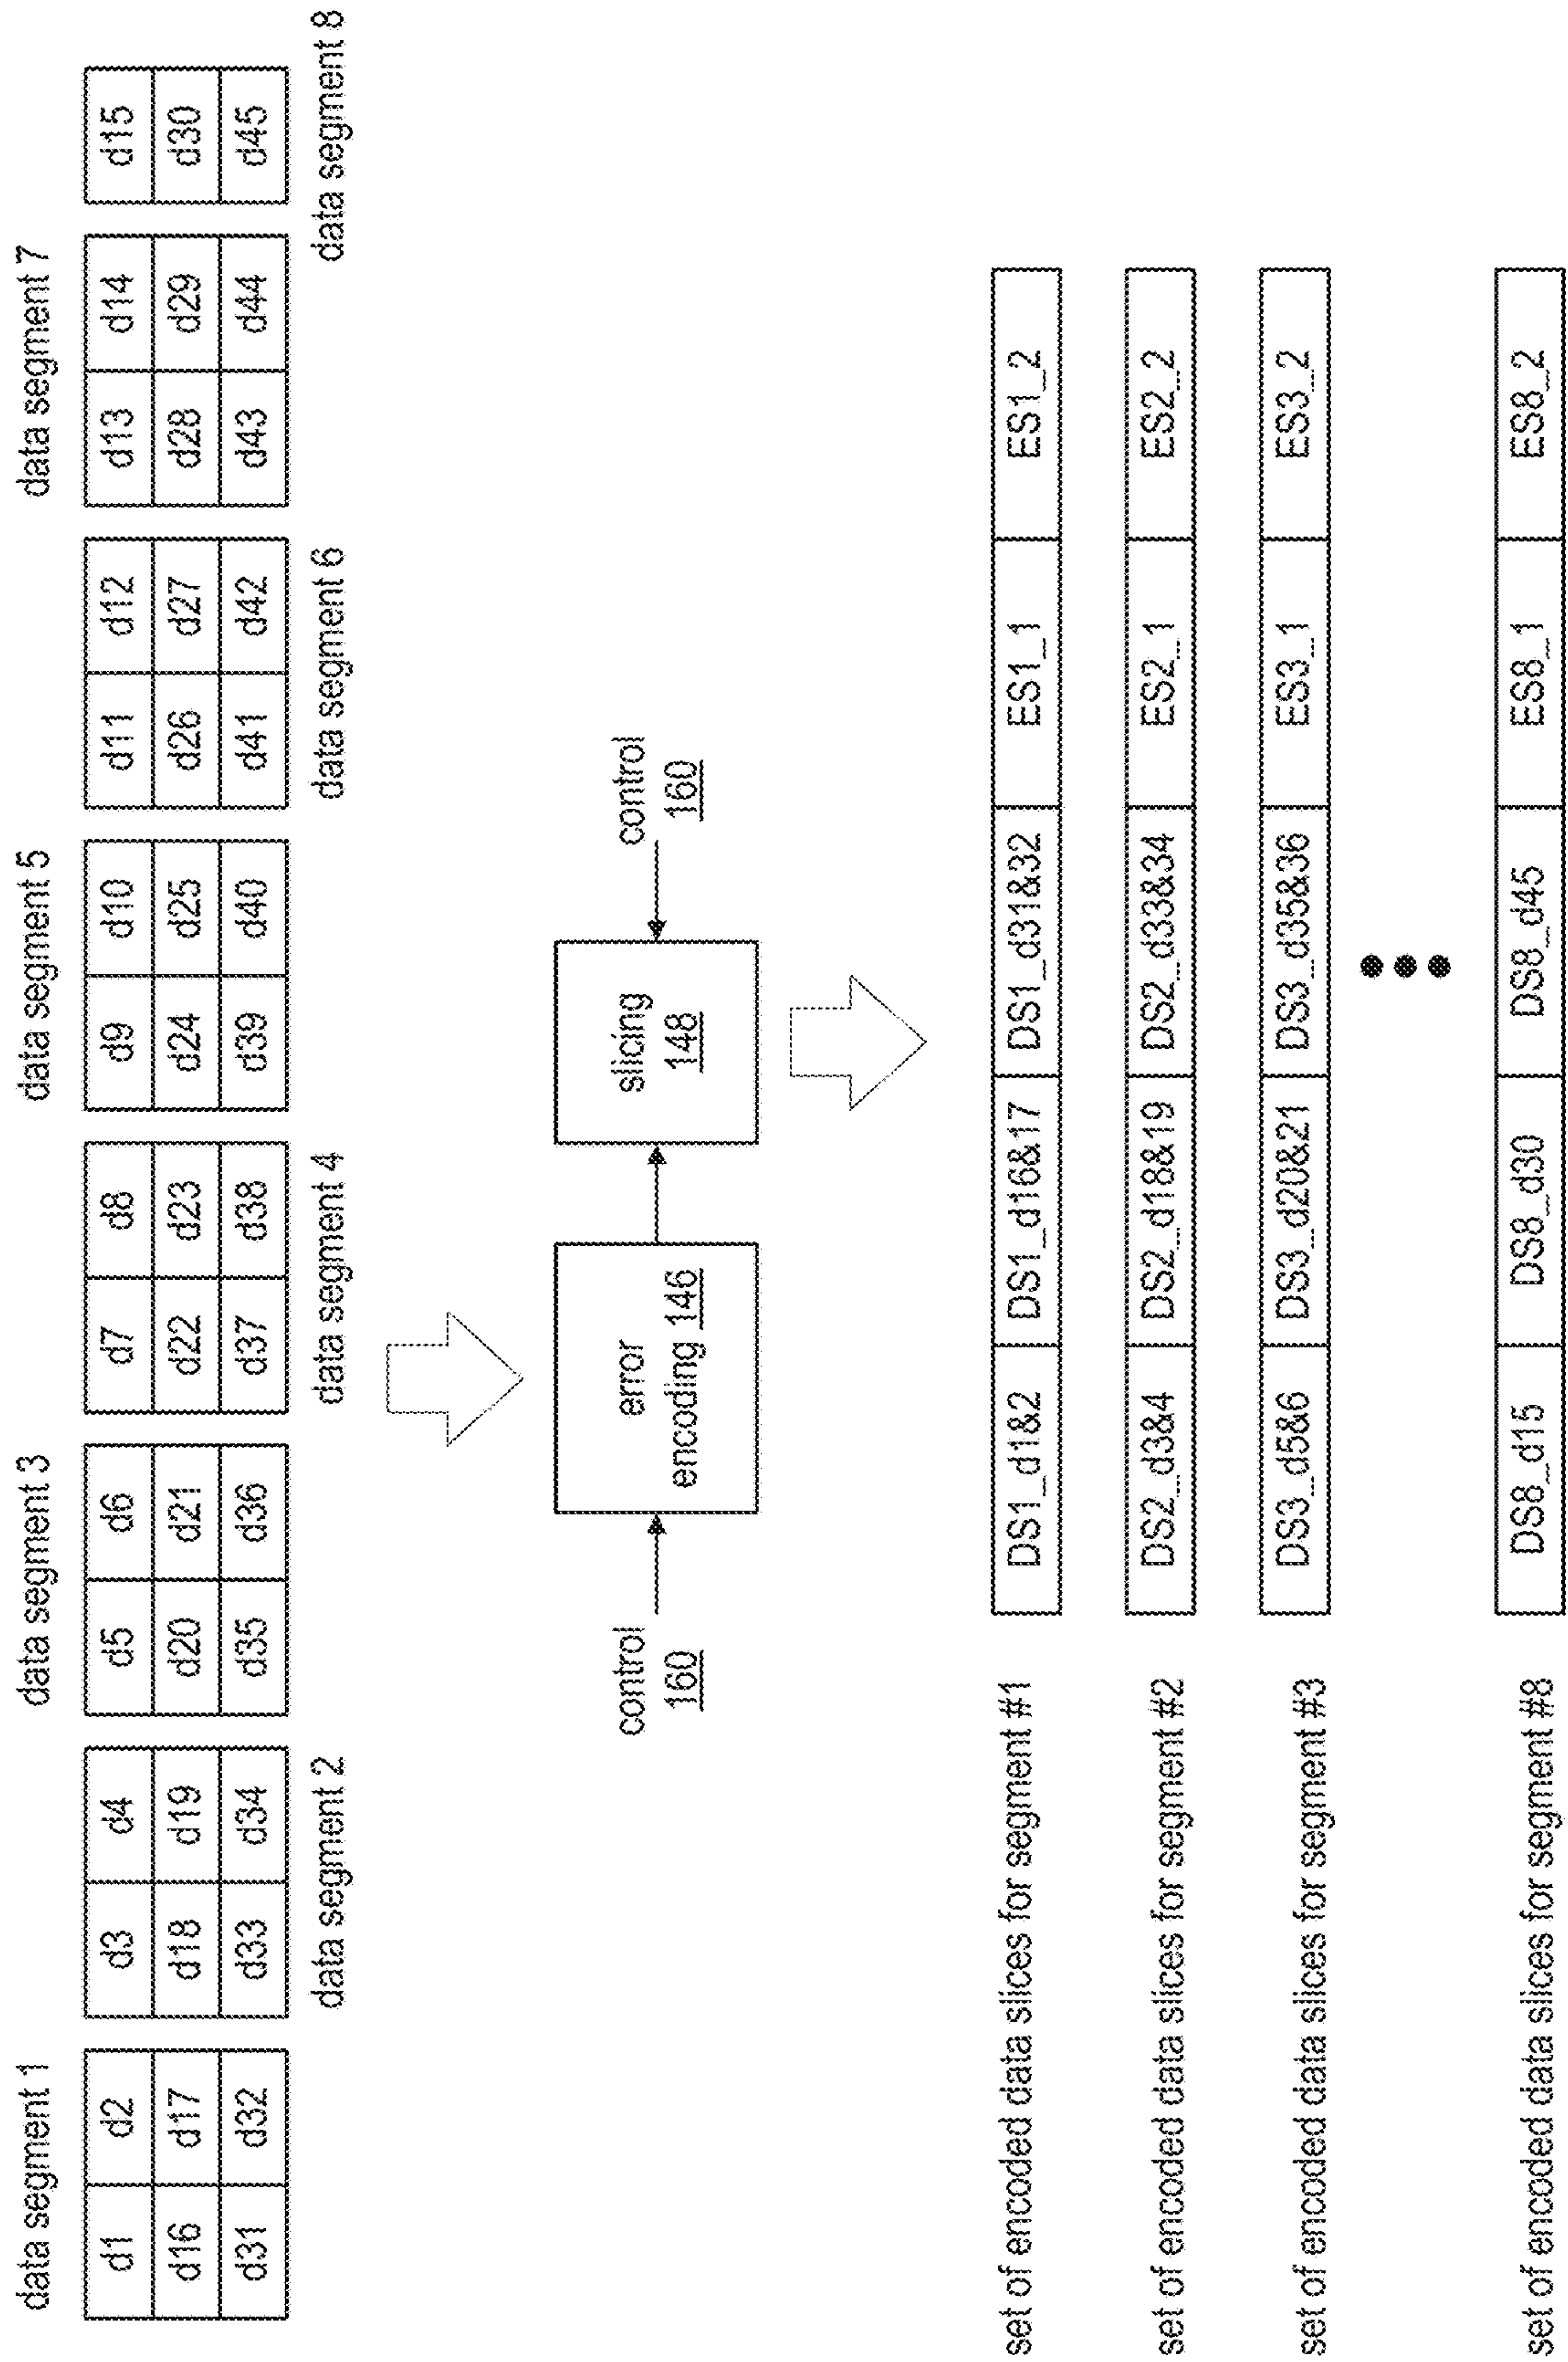 data segment 1
data segment 3
data segment 5
data segment 7
d1 d2 d3 d4 d5 d6 d7 d8 d9 d10 d11 d12 d13 d14 d15
d16 d17 d18 d19 d20 d21 d22 d23 d24 d25 d26 d27 d28 d29 d30
d31 d32 d33 d34 d35 d36 d37 d38 d39 d40 d41 d42 d43 d44 d45
data segment 2
data segment 4
data segment 6
data segment 8
control
160
error
encoding 146
slicing
148
control
160
set of encoded data slices for segment #1
DS1_d1&2 DS1_d16&17 DS1_d31&32 ES1_1 ES1_2
set of encoded data slices for segment #2
DS2_d3&4 DS2_d18&19 DS2_d33&34 ES2_1 ES2_2
set of encoded data slices for segment #3
DS3_d5&6 DS3_d20&21 DS3_d35&36 ES3_1 ES3_2
set of encoded data slices for segment #8
DS8_d15 DS8_d30 DS8_d45 ES8_1 ES8_2